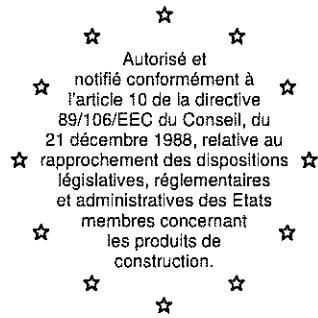 Autorisé et
notifié conformément à
l'article 10 de la directive
89/106/EEC du Conseil, du
21 décembre 1988, relative au
rapprochement des dispositions
législatives, réglementaires
et administratives des Etats
membres concernant
les produits de
construction.